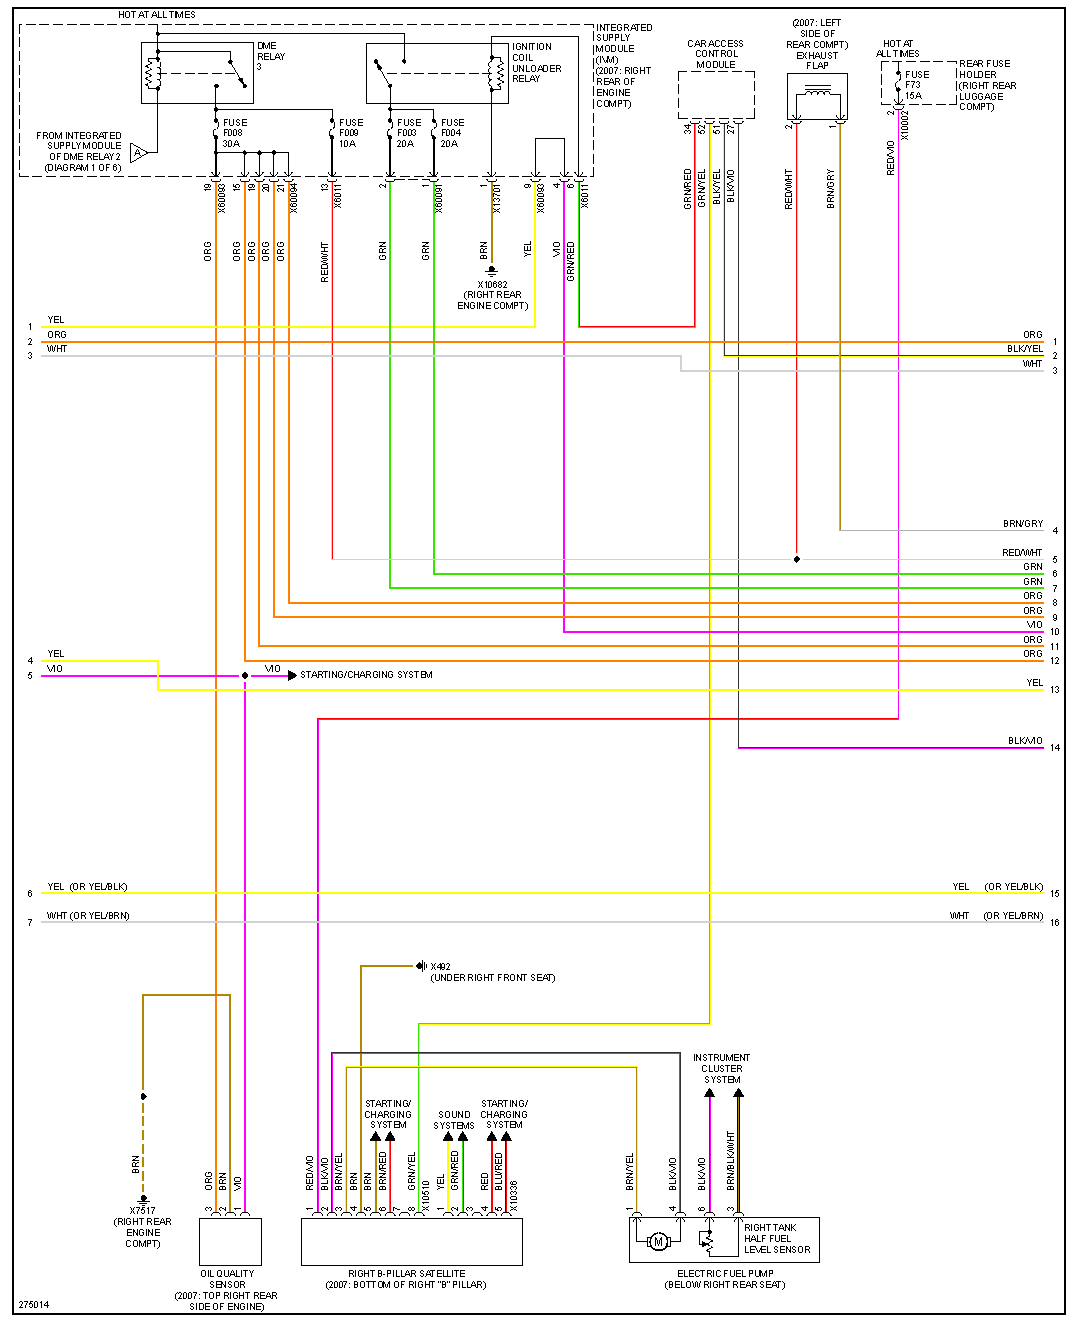 HOT AT ALL TIMES
DME
RELAY
3
IGNITION
COIL
UNLOADER
RELAY
INTEGRATED
SUPPLY
MODULE
(IVM)
(2007: RIGHT
REAR OF
ENGINE
COMPT)
CAR ACCESS
CONTROL
MODULE
(2007: LEFT
SIDE OF
REAR COMPT)
EXHAUST
FLAP
HOT AT
ALL TIMES
FUSE
F73
15A
REAR FUSE
HOLDER
(RIGHT REAR
LUGGAGE
COMPT)
FROM INTEGRATED
SUPPLY MODULE
OF DME RELAY 2
(DIAGRAM 1 OF 6)
A
FUSE
F008
30A
FUSE
F009
10A
FUSE
F003
20A
FUSE
F004
20A
19
X60093
15
19
20
21
X60094
13
X6011
2
1
X60091
1
X13701
9
X60093
4
6
X6011
34
52
51
27
2
1
2
X10002
ORG
ORG
ORG
ORG
ORG
RED/WHT
GRN
GRN
BRN
YEL
VIO
GRN/RED
GRN/RED
GRN/YEL
BLK/YEL
BLK/VIO
RED/WHT
BRN/GRY
RED/VIO
X10682
(RIGHT REAR
ENGINE COMPT)
1 YEL
2 ORG
3 WHT
ORG 1
BLK/YEL 2
WHT 3
BRN/GRY 4
RED/WHT 5
GRN 6
GRN 7
ORG 8
ORG 9
VIO 10
ORG 11
ORG 12
4 YEL
5 VIO
VIO
STARTING/CHARGING SYSTEM
YEL 13
BLK/VIO 14
6 YEL (OR YEL/BLK)
YEL (OR YEL/BLK) 15
7 WHT (OR YEL/BRN)
WHT (OR YEL/BRN) 16
X492
(UNDER RIGHT FRONT SEAT)
INSTRUMENT
CLUSTER
SYSTEM
STARTING/
CHARGING
SYSTEM
SOUND
SYSTEMS
STARTING/
CHARGING
SYSTEM
BRN
X7517
(RIGHT REAR
ENGINE
COMPT)
ORG
BRN
VIO
3
2
1
RED/VIO
BLK/VIO
BRN/YEL
BRN
BRN
BRN/RED
GRN/YEL
YEL
GRN/RED
RED
BLU/RED
1
2
3
4
5
6
7
8
X10510
1
2
3
4
5
6
X10336
BRN/YEL
BLK/VIO
BLK/VIO
BRN/BLK/WHT
1
4
6
3
M
RIGHT TANK
HALF FUEL
LEVEL SENSOR
OIL QUALITY
SENSOR
(2007: TOP RIGHT REAR
SIDE OF ENGINE)
RIGHT B-PILLAR SATELLITE
(2007: BOTTOM OF RIGHT "B" PILLAR)
ELECTRIC FUEL PUMP
(BELOW RIGHT REAR SEAT)
275014